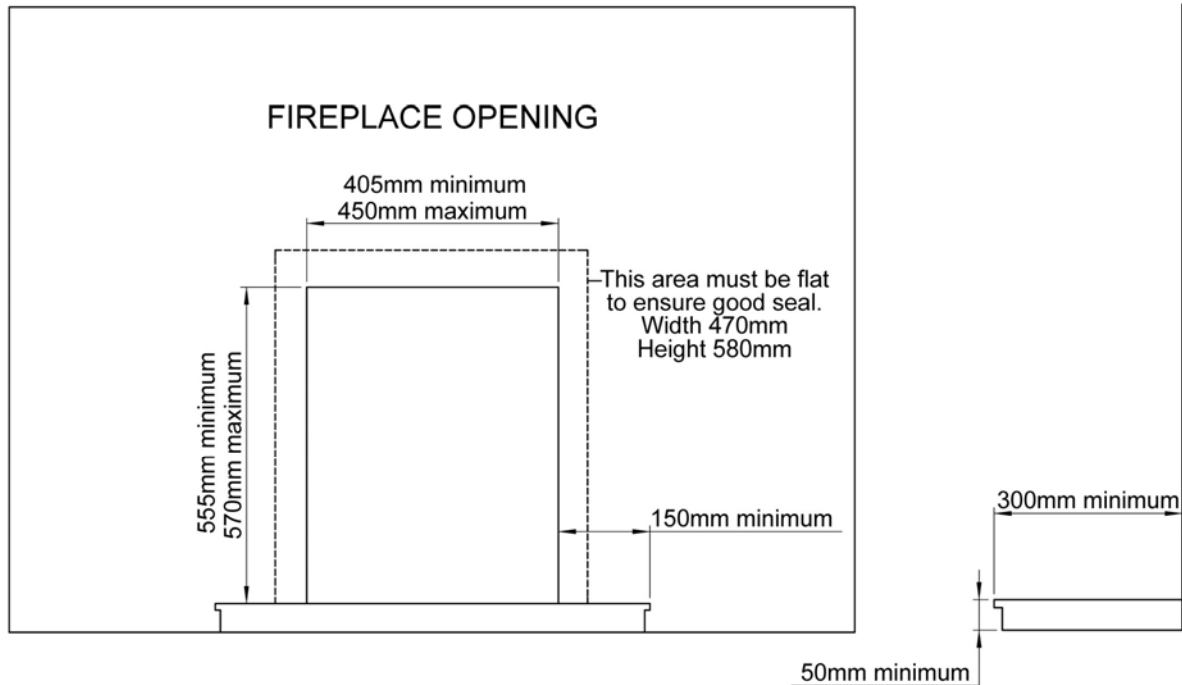 FIREPLACE OPENING
405mm minimum
450mm maximum
This area must be flat
to ensure good seal.
Width 470mm
Height 580mm
555mm minimum
570mm maximum
150mm minimum
300mm minimum
50mm minimum